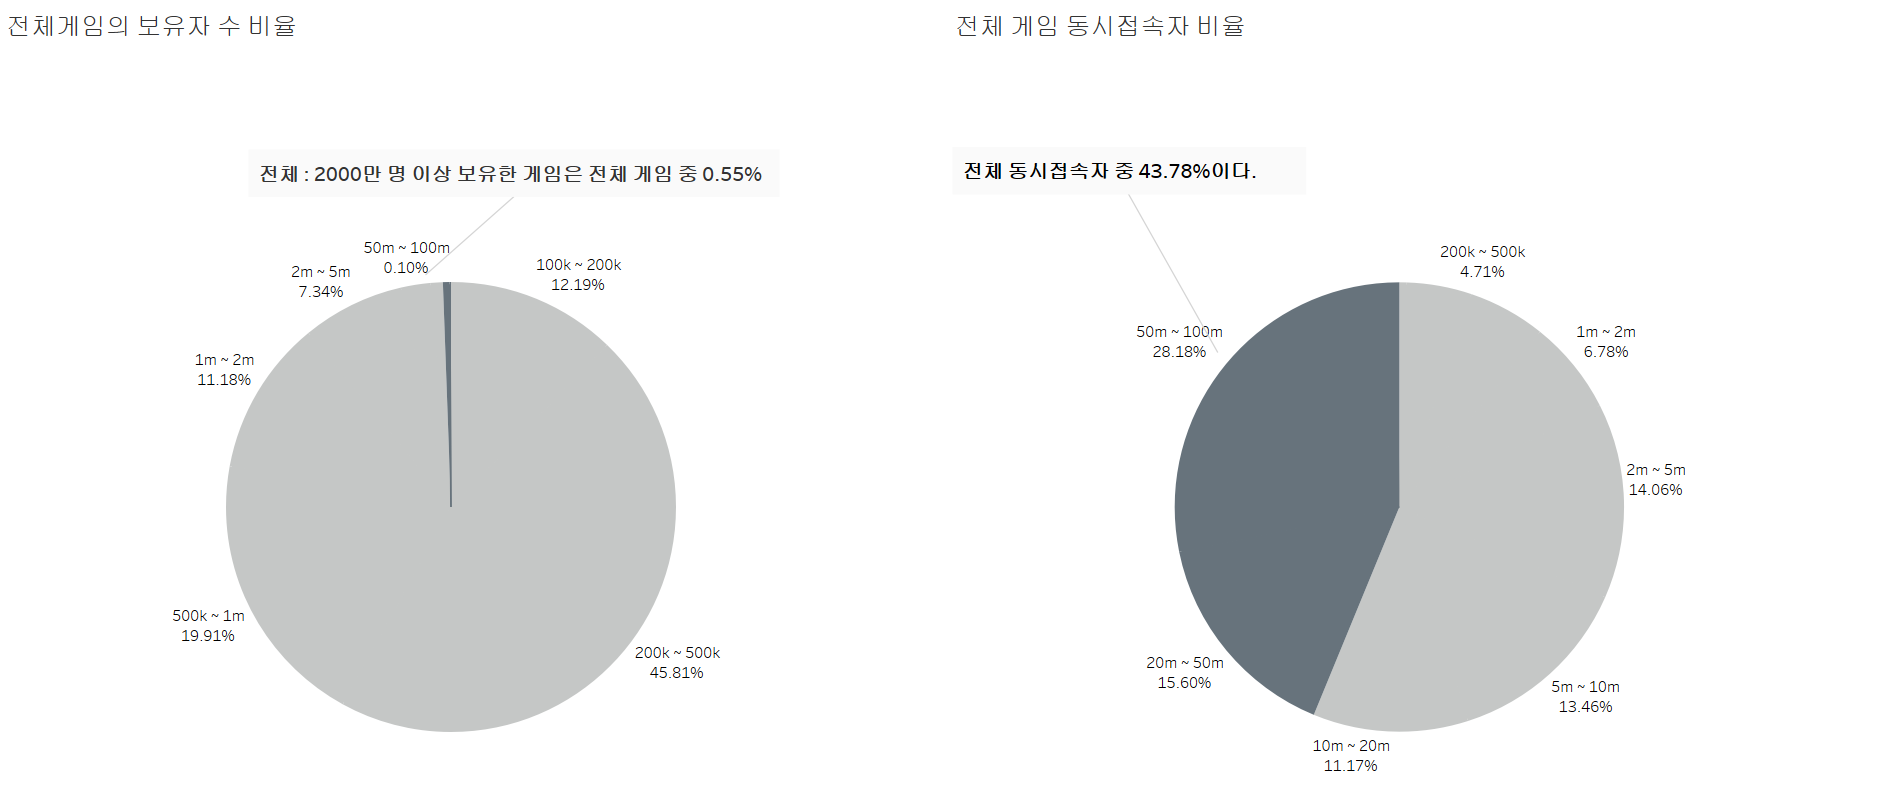 전체게임의 보유자 수 비율
전체 : 2000만 명 이상 보유한 게임은 전체 게임 중 0.55%
50m ~ 100m
0.10%
100k ~ 200k
12.19%
2m ~ 5m
7.34%
1m ~ 2m
11.18%
500k ~ 1m
19.91%
200k ~ 500k
45.81%
전체 게임 동시접속자 비율
전체 동시접속자 중 43.78%이다.
200k ~ 500k
4.71%
50m ~ 100m
28.18%
1m ~ 2m
6.78%
2m ~ 5m
14.06%
20m ~ 50m
15.60%
5m ~ 10m
13.46%
10m ~ 20m
11.17%